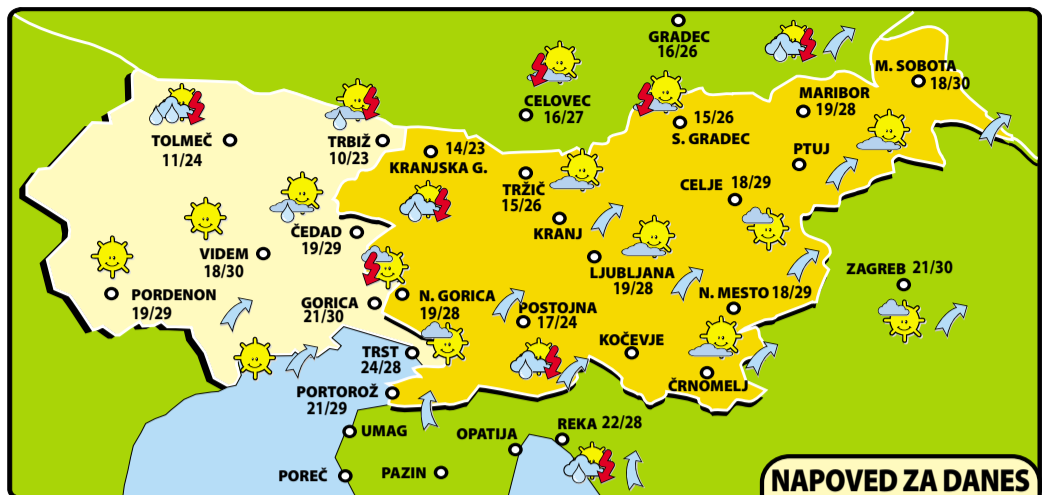 GRADEC
16/26
M. SOBOTA
18/30
MARIBOR
19/28
CELOVEC
16/27
15/26
S. GRADEC
TOLMEČ
11/24
TRBIŽ
10/23
14/23
KRANJSKA G.
PTUJ
TRŽIČ
15/26
CELJE 18/29
KRANJ
ČEDAD
19/29
VIDEM
18/30
LJUBLJANA
19/28
ZAGREB 21/30
PORDENON
19/29
GORICA
21/30
N. GORICA
19/28
N. MESTO 18/29
POSTOJNA
17/24
KOČEVJE
TRST
24/28
ČRNOMELJ
PORTOROŽ
21/29
UMAG
OPATIJA
REKA 22/28
POREČ
PAZIN
NAPOVED ZA DANES